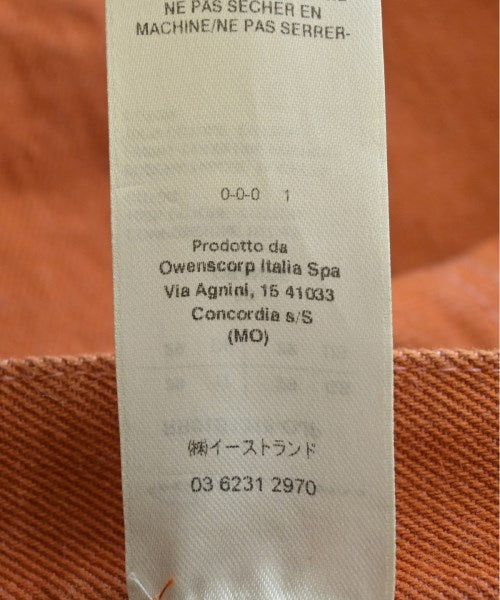 NE PAS SECHER EN
MACHINE/NE PAS SERRER-
0-0-0 1
Prodotto da
Owenscorp Italia Spa
Via Agnini, 15 41033
Concordia s/S
(MO)
㈱イーストランド
03 6231 2970